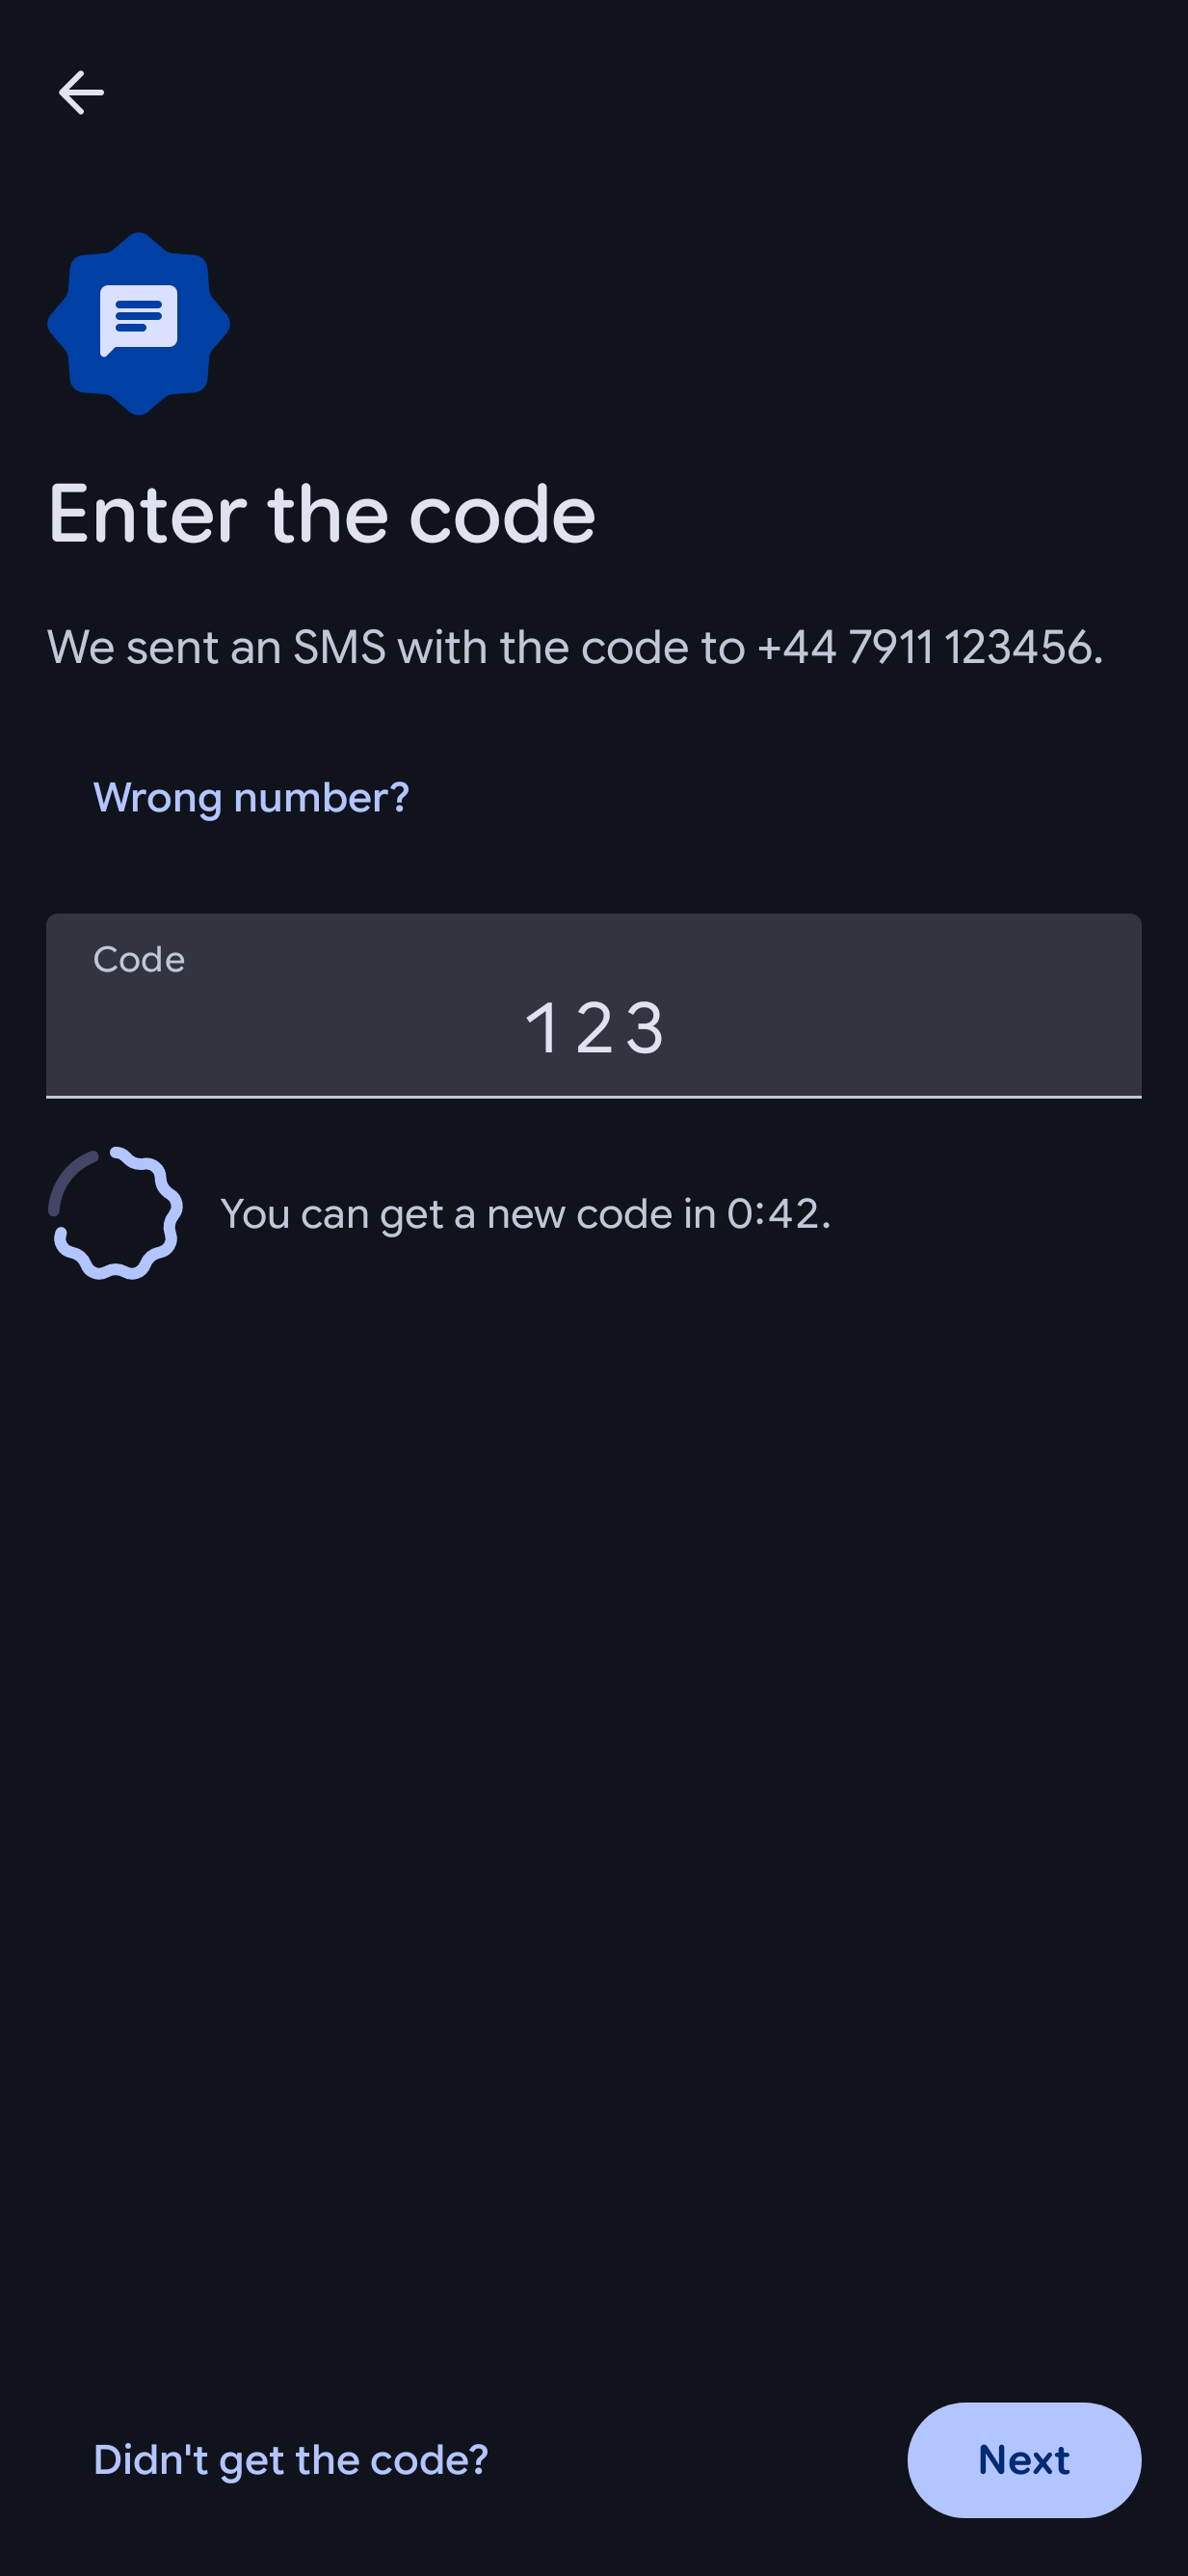 Enter the code
We sent an SMS with the code to +44 7911 123456.
Wrong number?
Code
123
You can get a new code in 0:42.
Didn't get the code?
Next